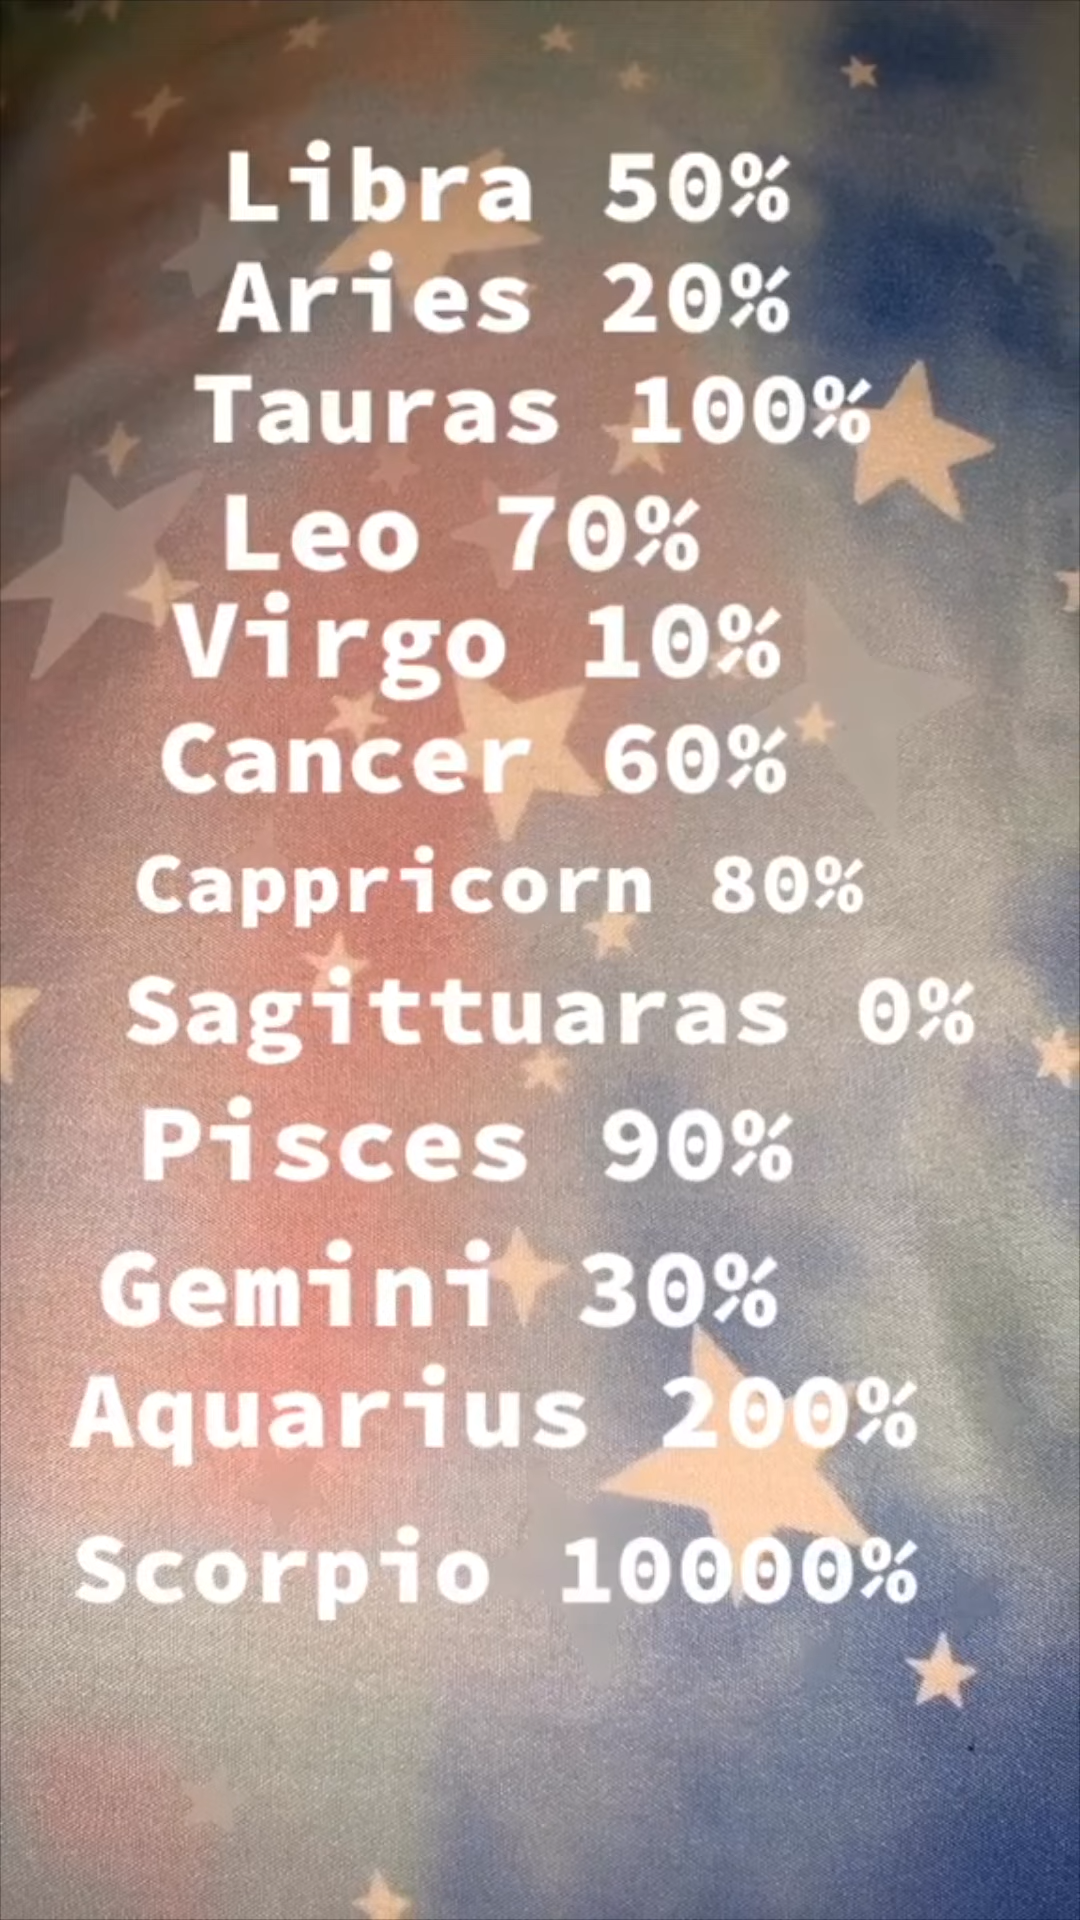 Libra 50%
Aries 20%
Tauras 100%
Leo 70%
Virgo 10%
Cancer 60%
Cappricorn 80%
Sagittuaras 0%
Pisces 90%
Gemini 30%
Aquarius 200%
Scorpio 10000%